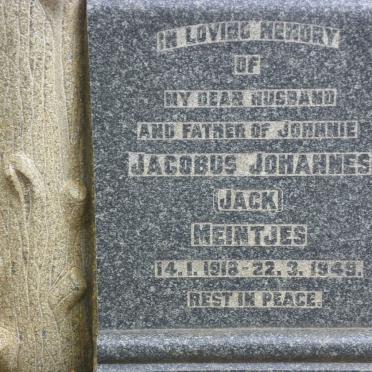 IN LOVING MEMORY
OF
MY DEAR HUSBAND
AND FATHER OF JOHNNIE
JACOBUS JOHANNES
(JACK)
MEINTJES
14.1.1918-22.3.1949.
REST IN PEACE.